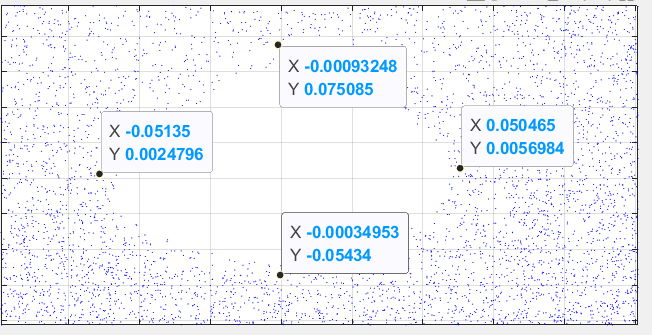 X -0.00093248
Y 0.075085
X -0.05135
Y 0.0024796
X 0.050465
Y 0.0056984
X -0.00034953
Y -0.05434